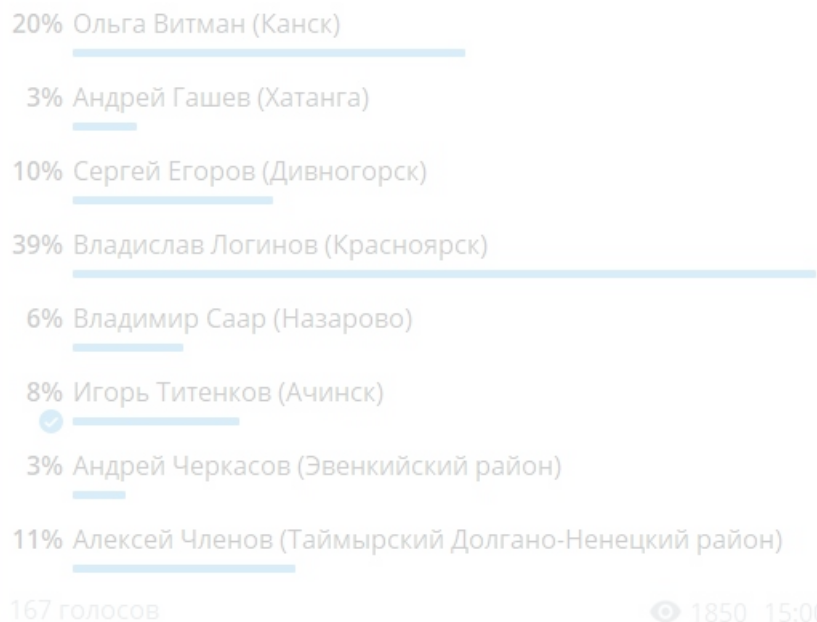 20% Ольга Витман (Канск)
3% Андрей Гашев (Хатанга)
10% Сергей Егоров (Дивногорск)
39% Владислав Логинов (Красноярск)
6% Владимир Саар (Назарово)
8% Игорь Титенков (Ачинск)
3% Андрей Черкасов (Эвенкийский район)
11% Алексей Членов (Таймырский Долгано-Ненецкий район)
167 голосов 1850 15:00